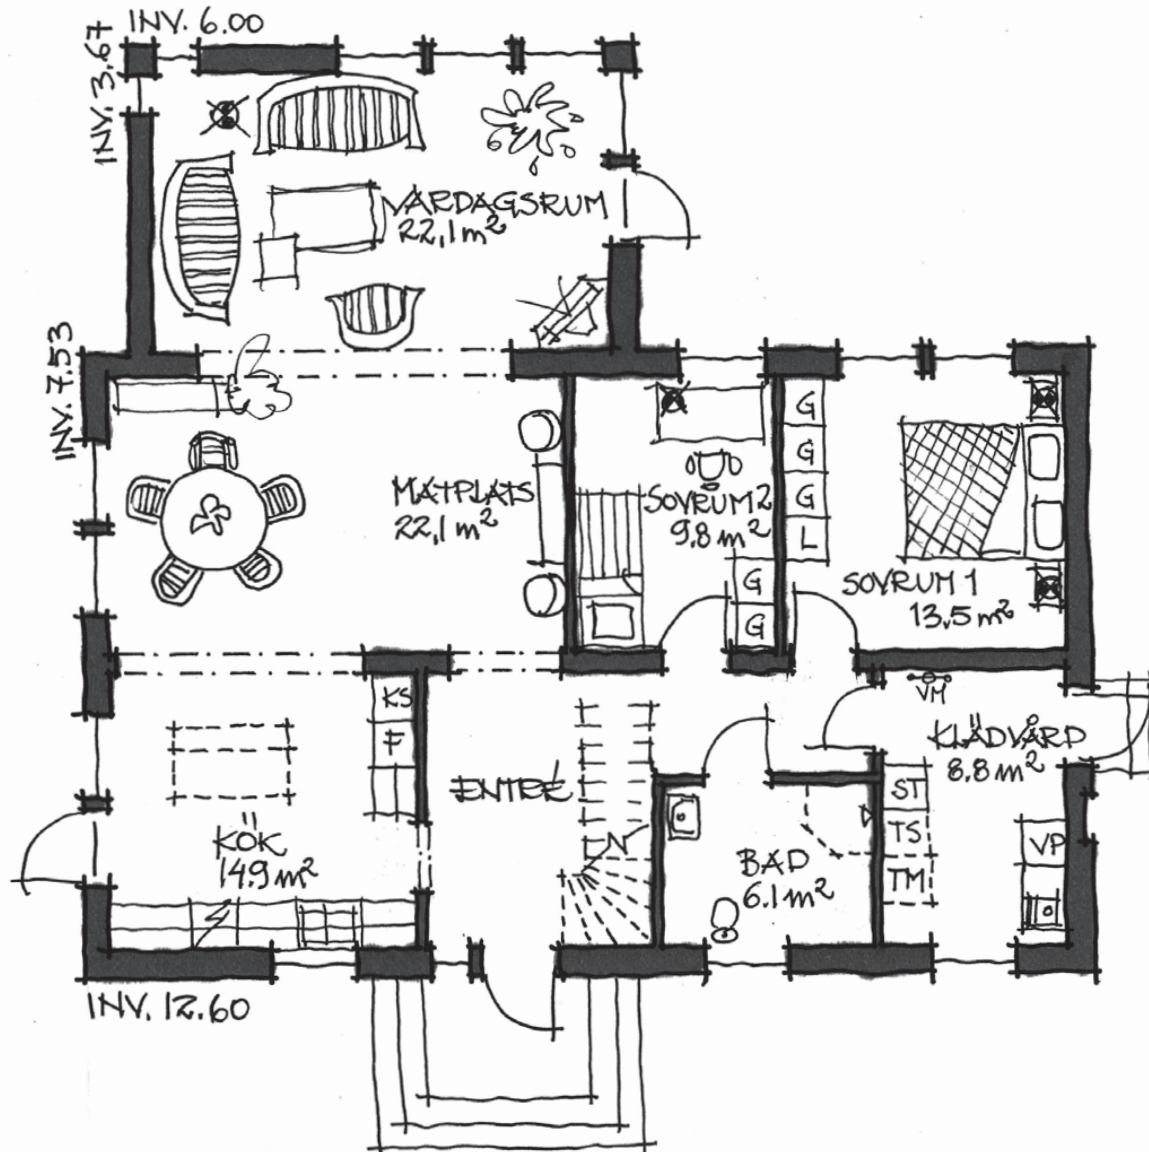 INV. 6.00
INV. 3.67
VARDAGSRUM
22,1 m²
INV. 7.53
MATPLATS
22,1 m²
SOVRUM 2
9,8 m²
G
G
G
G
G
L
SOVRUM 1
13,5 m²
KS
F
VM
KLÄDVÅRD
8.8 m²
ENTRÉ
ST
TS
TM
VP
KÖK
14.9 m²
BAD
6.1 m²
N
INV. 12.60